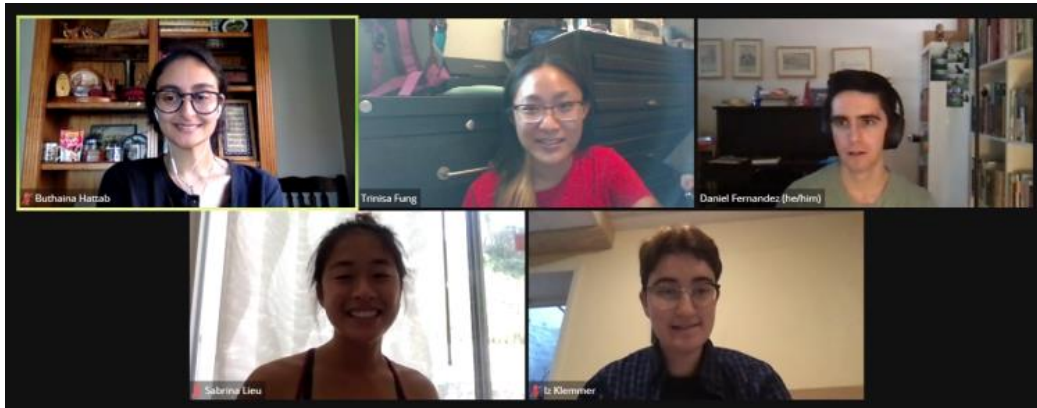 Buthaina Hattab
Trinisa Fung
Daniel Fernandez (he/him)
Sabrina Lieu
Iz Klemmer